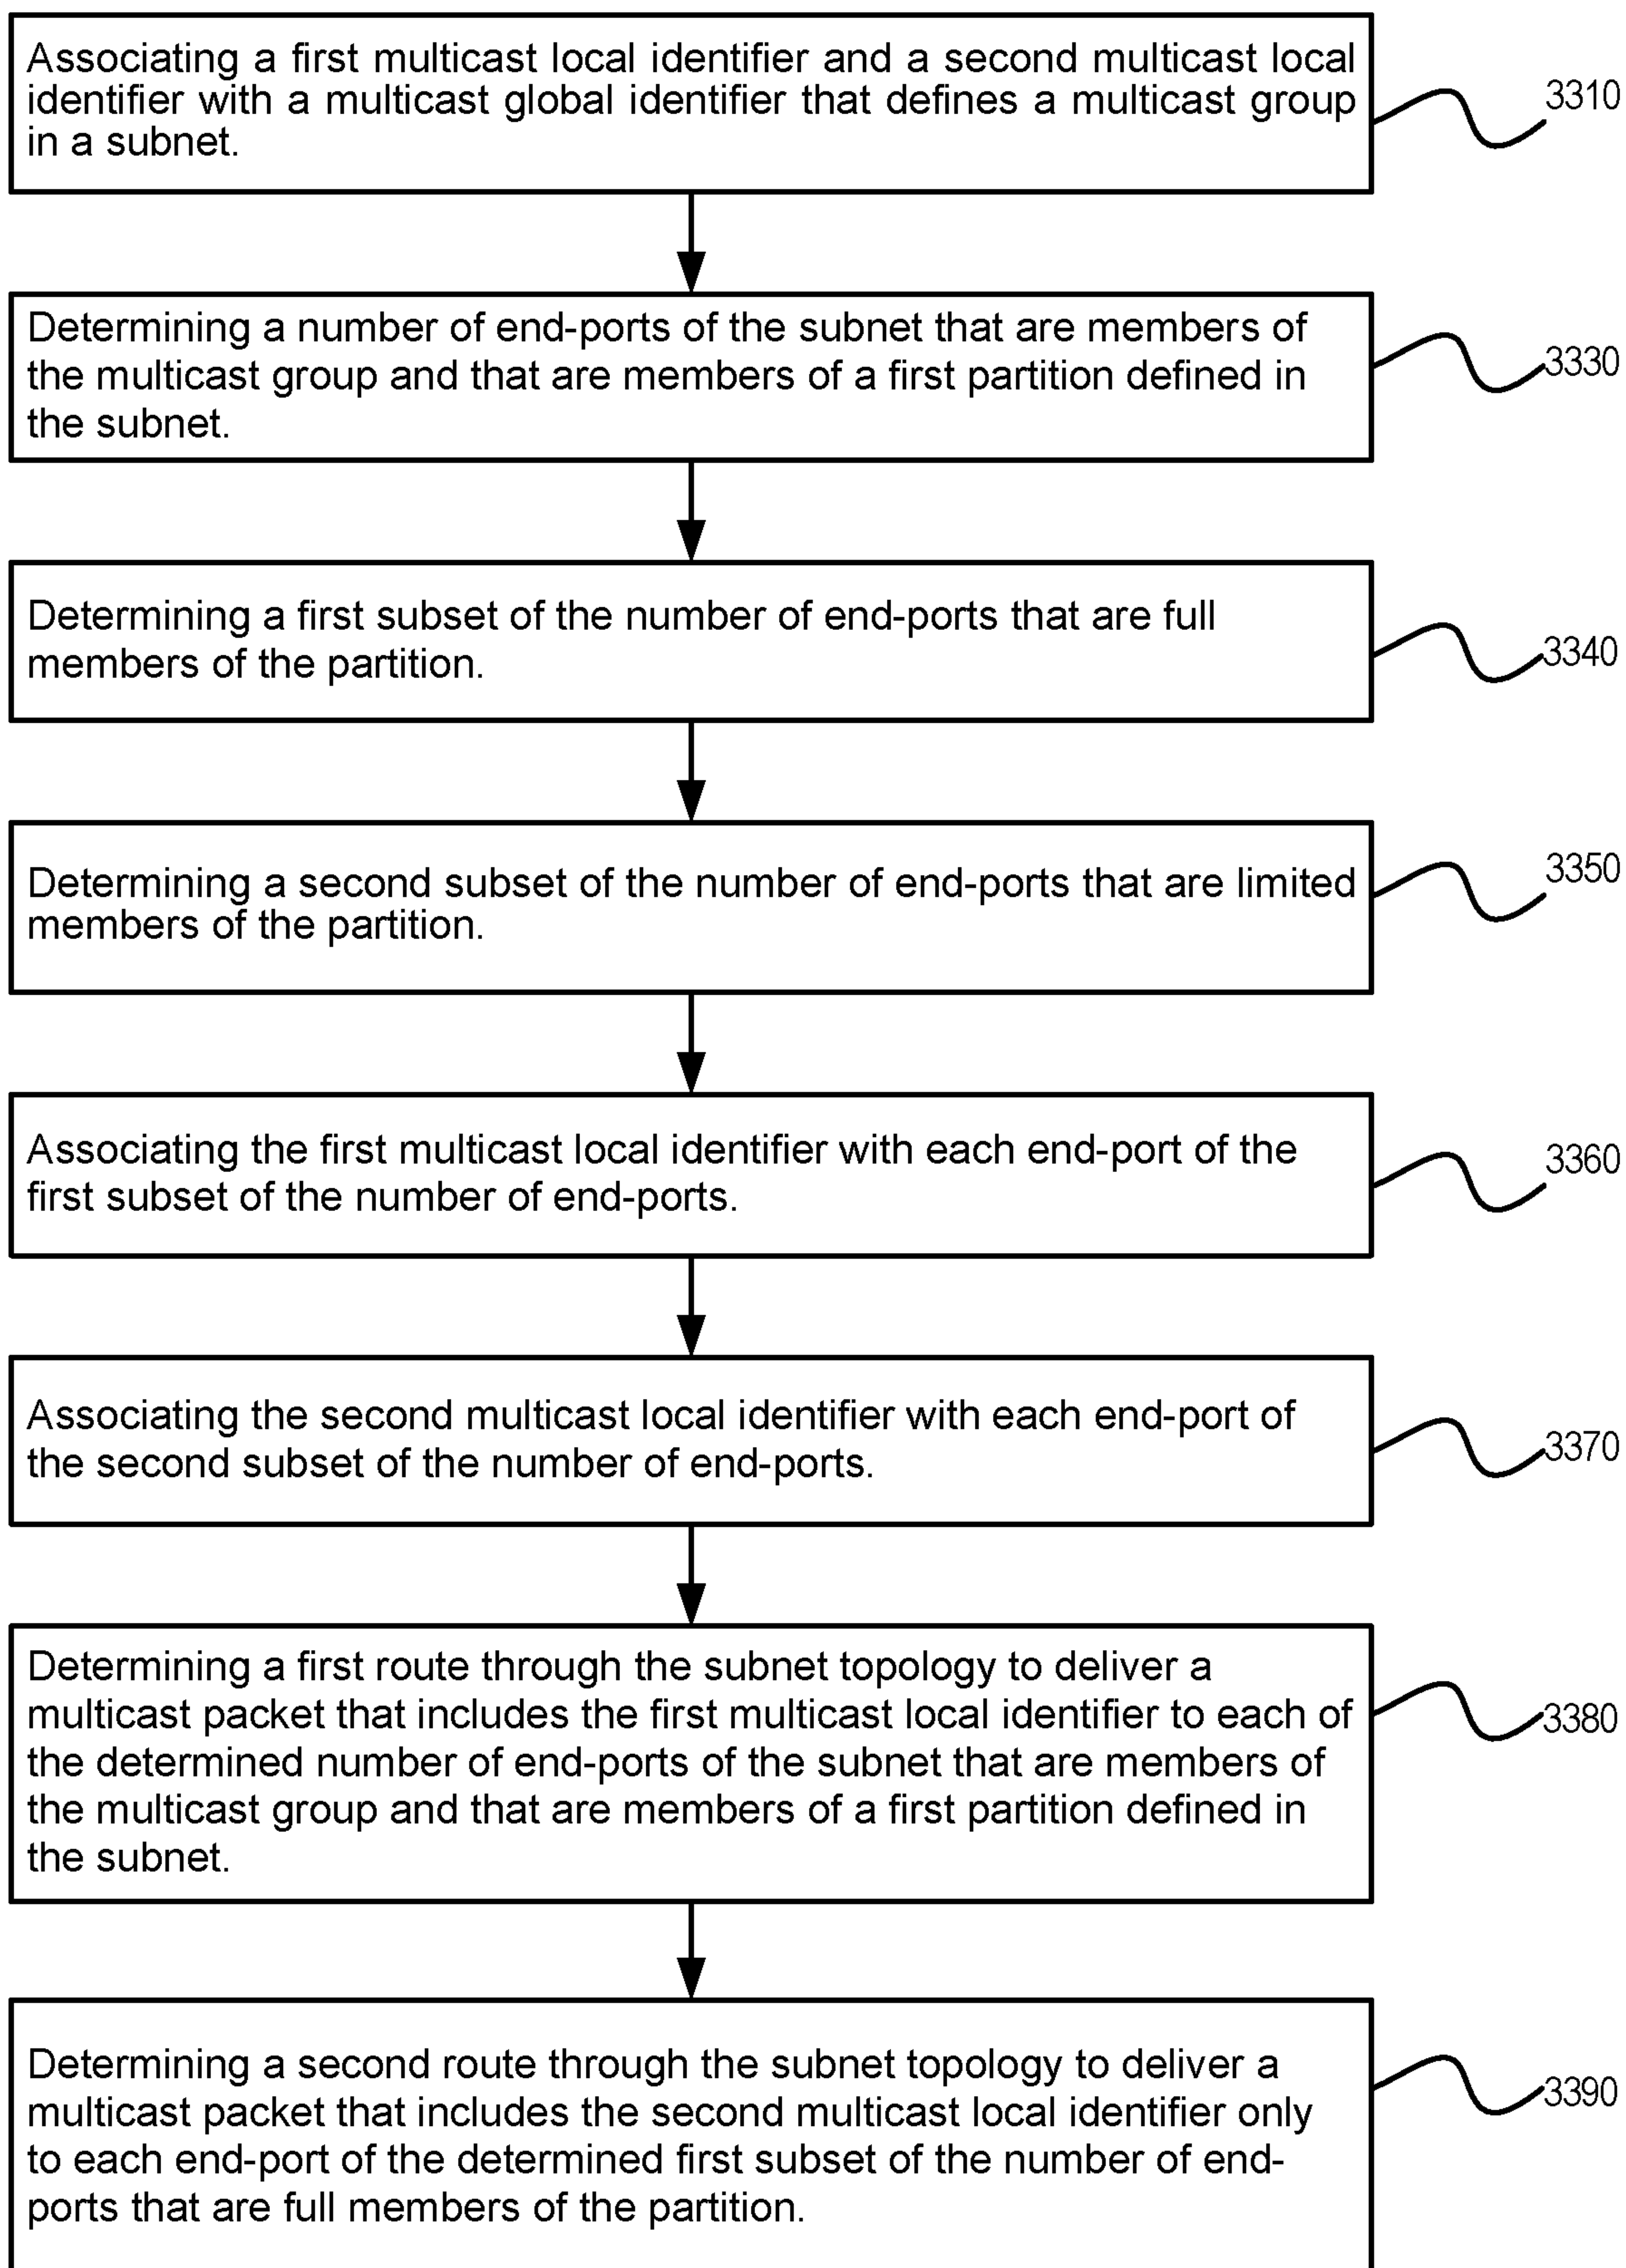 Associating a first multicast local identifier and a second multicast local
identifier with a multicast global identifier that defines a multicast group
in a subnet.
3310
Determining a number of end-ports of the subnet that are members of
the multicast group and that are members of a first partition defined in
the subnet.
3330
Determining a first subset of the number of end-ports that are full
members of the partition.
3340
Determining a second subset of the number of end-ports that are limited
members of the partition.
3350
Associating the first multicast local identifier with each end-port of the
first subset of the number of end-ports.
3360
Associating the second multicast local identifier with each end-port of
the second subset of the number of end-ports.
3370
Determining a first route through the subnet topology to deliver a
multicast packet that includes the first multicast local identifier to each of
the determined number of end-ports of the subnet that are members of
the multicast group and that are members of a first partition defined in
the subnet.
3380
Determining a second route through the subnet topology to deliver a
multicast packet that includes the second multicast local identifier only
to each end-port of the determined first subset of the number of end-
ports that are full members of the partition.
3390